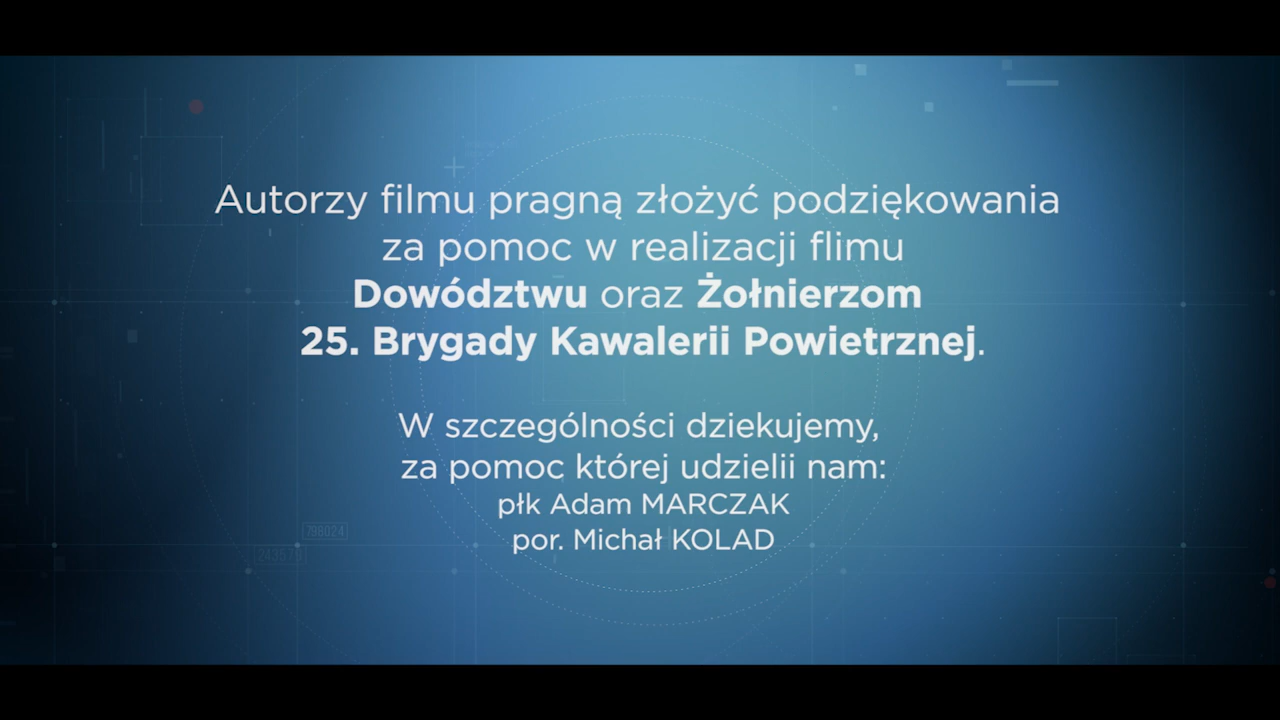 Autorzy filmu pragną złożyć podziękowania
za pomoc w realizacji flimu
Dowództwu oraz Żołnierzom
25. Brygady Kawalerii Powietrznej.
W szczególności dziekujemy,
za pomoc której udzielii nam:
płk Adam MARCZAK
por. Michał KOLAD
798024